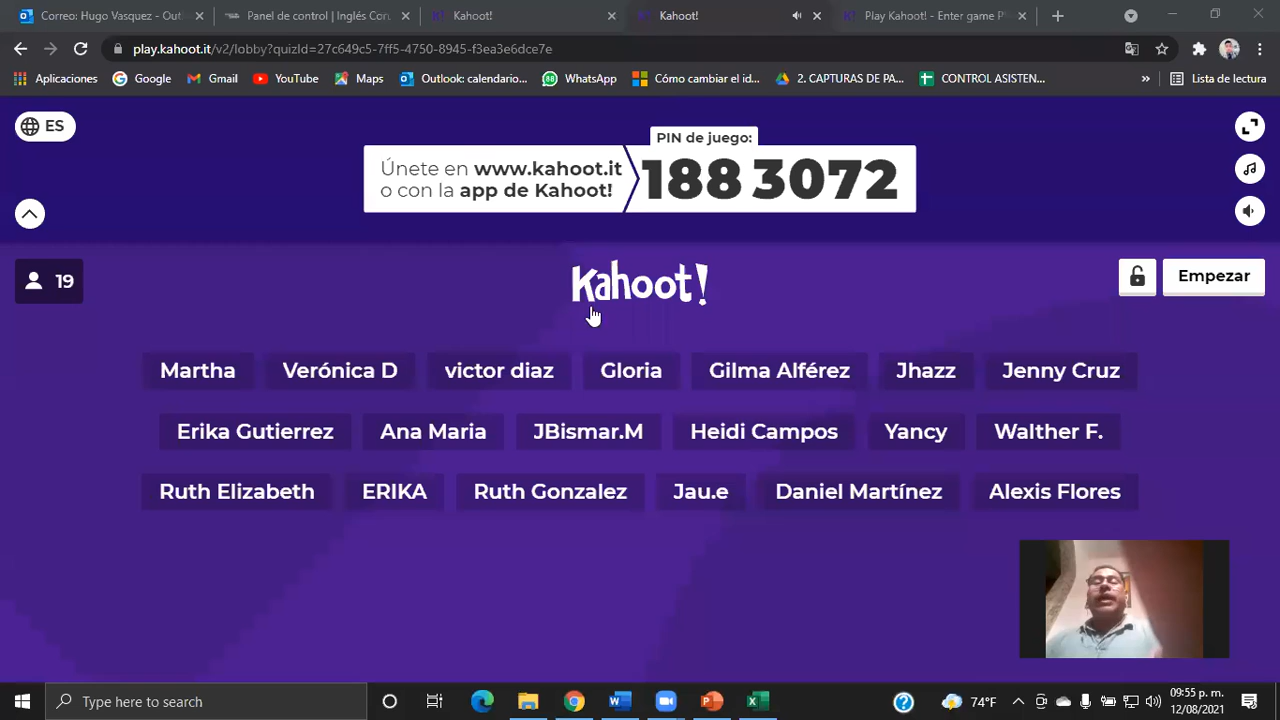 Correo: Hugo Vasquez - Outl
Panel de control | Inglés Cor
Kahoot!
Kahoot!
Play Kahoot! - Enter game P
play.kahoot.it/v2/lobby?quizId=27c649c5-7ff5-4750-8945-f3ea3e6dce7e
Aplicaciones
Google
Gmail
YouTube
Maps
Outlook: calendario...
88
WhatsApp
Cómo cambiar el id...
2. CAPTURAS DE PA...
CONTROL ASISTEN...
»
Lista de lectura
ES
PIN de juego:
Únete en www.kahoot.it
o con la app de Kahoot!
188 3072
19
Kahoot!
Empezar
Martha
Verónica D
victor diaz
Gloria
Gilma Alférez
Jhazz
Jenny Cruz
Erika Gutierrez
Ana Maria
JBismar.M
Heidi Campos
Yancy
Walther F.
Ruth Elizabeth
ERIKA
Ruth Gonzalez
Jau.e
Daniel Martínez
Alexis Flores
Type here to search
74°F
09:55 p. m.
12/08/2021